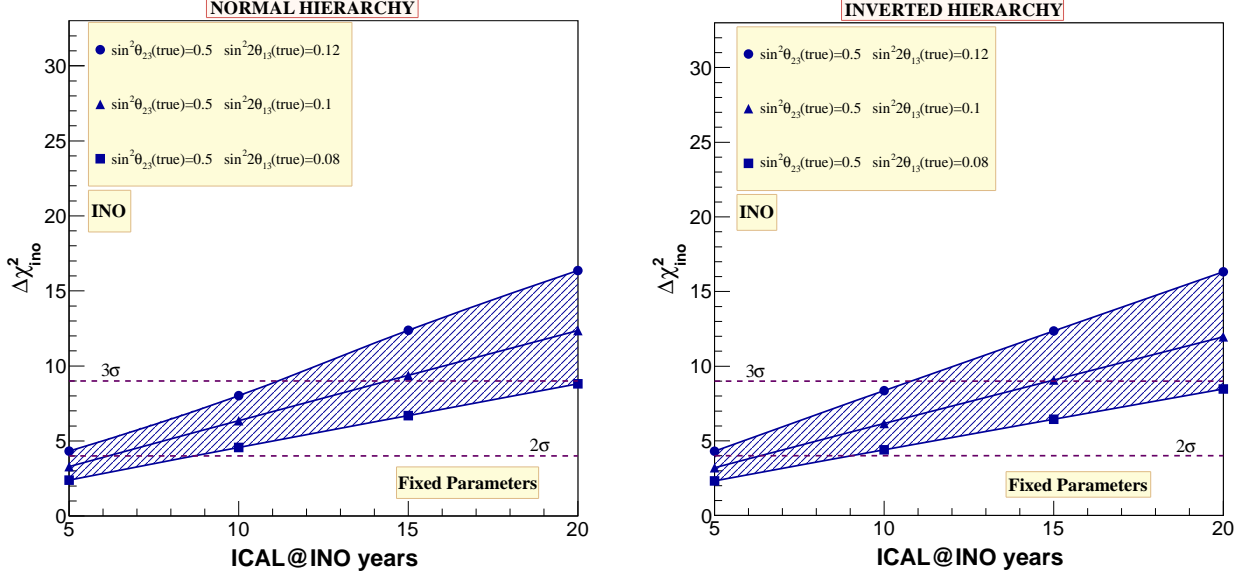 NORMAL HIERARCHY
sin²θ₂₃(true)=0.5 sin²2θ₁₃(true)=0.12
sin²θ₂₃(true)=0.5 sin²2θ₁₃(true)=0.1
sin²θ₂₃(true)=0.5 sin²2θ₁₃(true)=0.08
INO
3σ
2σ
Fixed Parameters
Δχ²ino
0
5
10
15
20
25
30
5
10
15
20
ICAL@INO years
INVERTED HIERARCHY
sin²θ₂₃(true)=0.5 sin²2θ₁₃(true)=0.12
sin²θ₂₃(true)=0.5 sin²2θ₁₃(true)=0.1
sin²θ₂₃(true)=0.5 sin²2θ₁₃(true)=0.08
INO
3σ
2σ
Fixed Parameters
Δχ²ino
0
5
10
15
20
25
30
5
10
15
20
ICAL@INO years